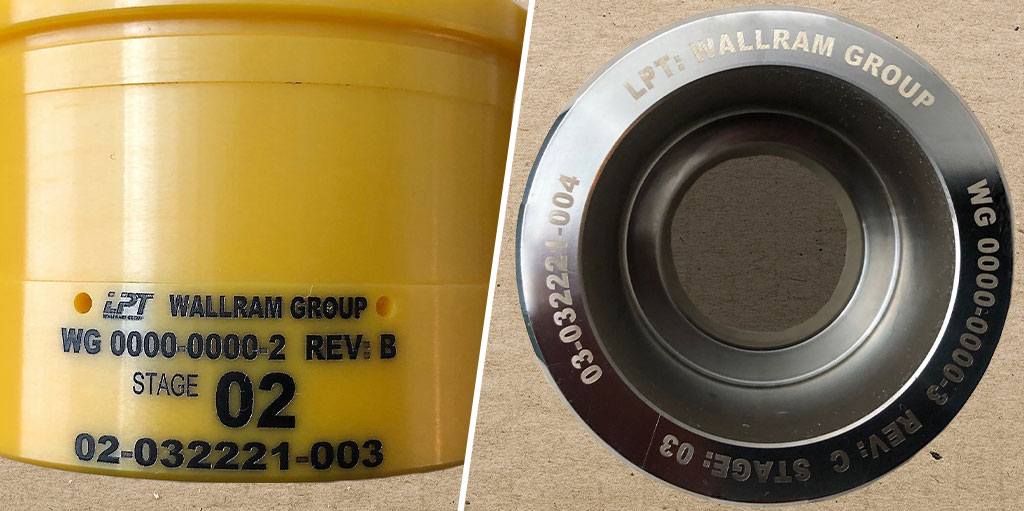 LPT WALLRAM GROUP
WG 0000-0000-2 REV: B
STAGE 02
02-032221-003
LPT: WALLRAM GROUP
WG 0000-0000-3 REV: C STAGE: 03
03-032221-004